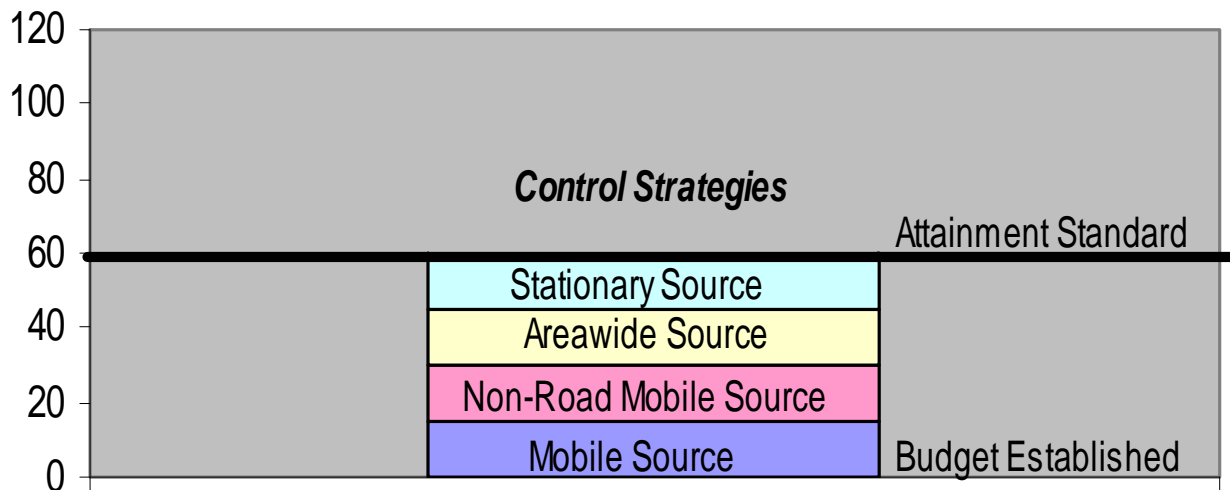 120
100
80
Control Strategies
Attainment Standard
60
Stationary Source
40
Areawide Source
20
Non-Road Mobile Source
Mobile Source
Budget Established
0